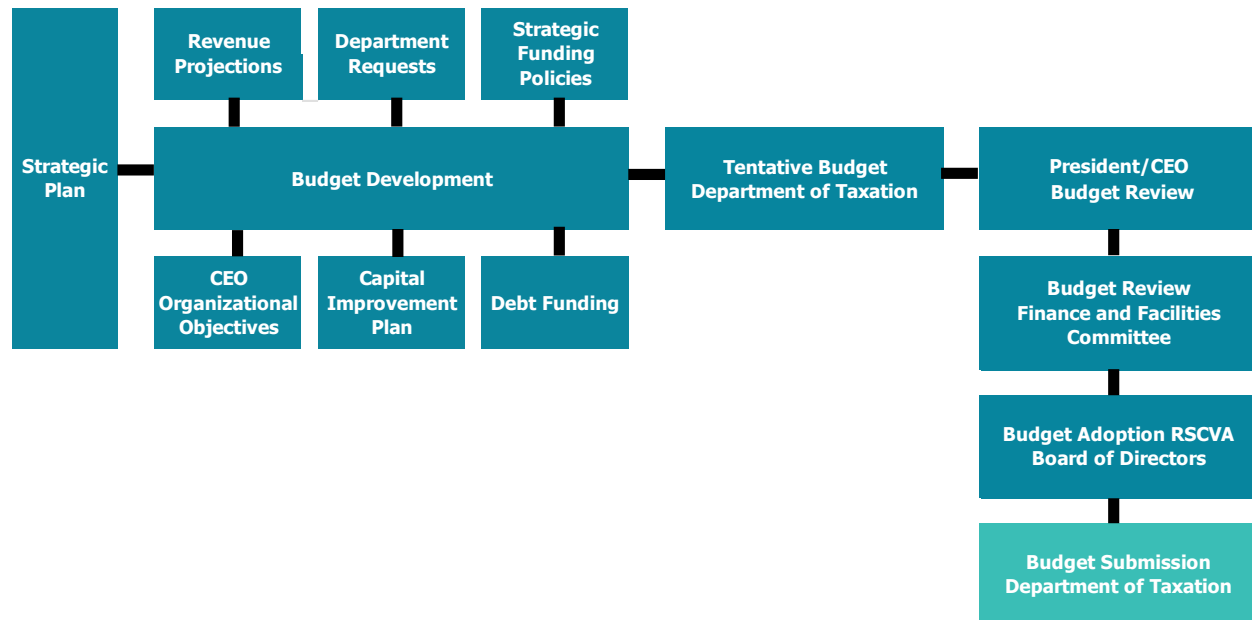 Strategic
Plan
Revenue
Projections
Department
Requests
Strategic
Funding
Policies
Budget Development
CEO
Organizational
Objectives
Capital
Improvement
Plan
Debt Funding
Tentative Budget
Department of Taxation
President/CEO
Budget Review
Budget Review
Finance and Facilities
Committee
Budget Adoption RSCVA
Board of Directors
Budget Submission
Department of Taxation